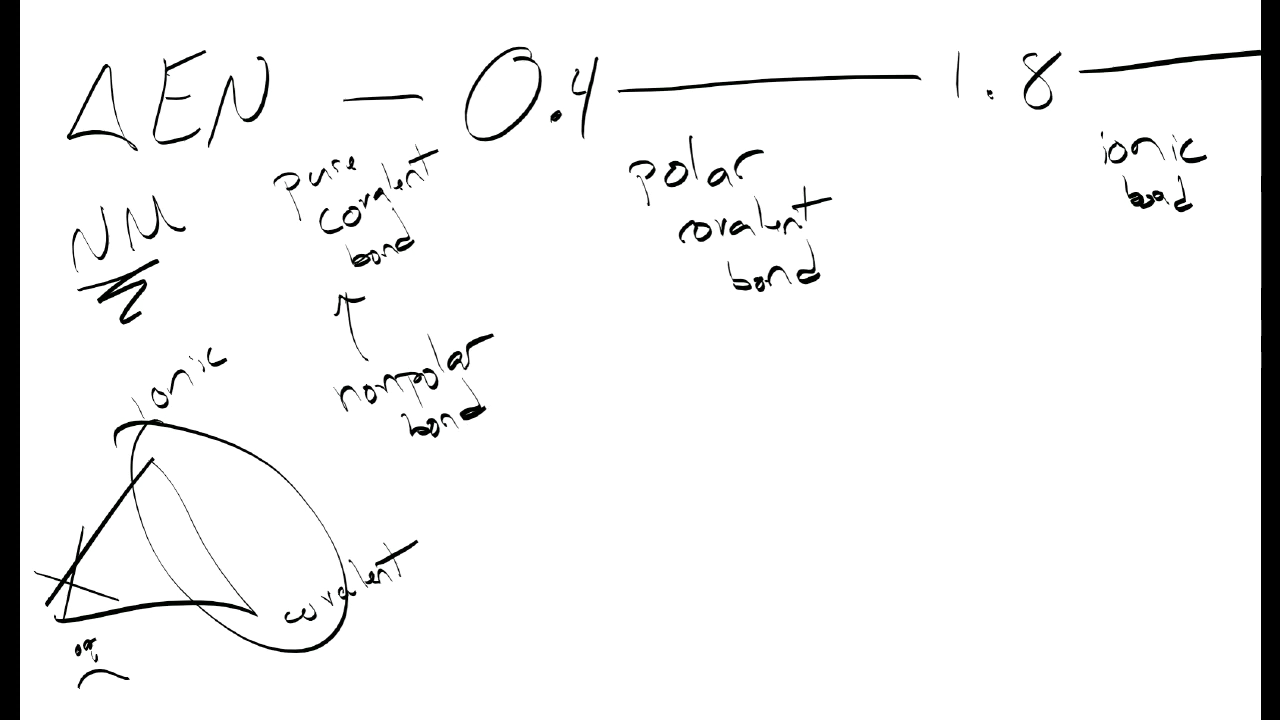 ΔEN — 0.4 — 1.8 —
pure
covalent
bond
polar
covalent
bond
ionic
bond
NM
nonpolar
bond
ionic
covalent